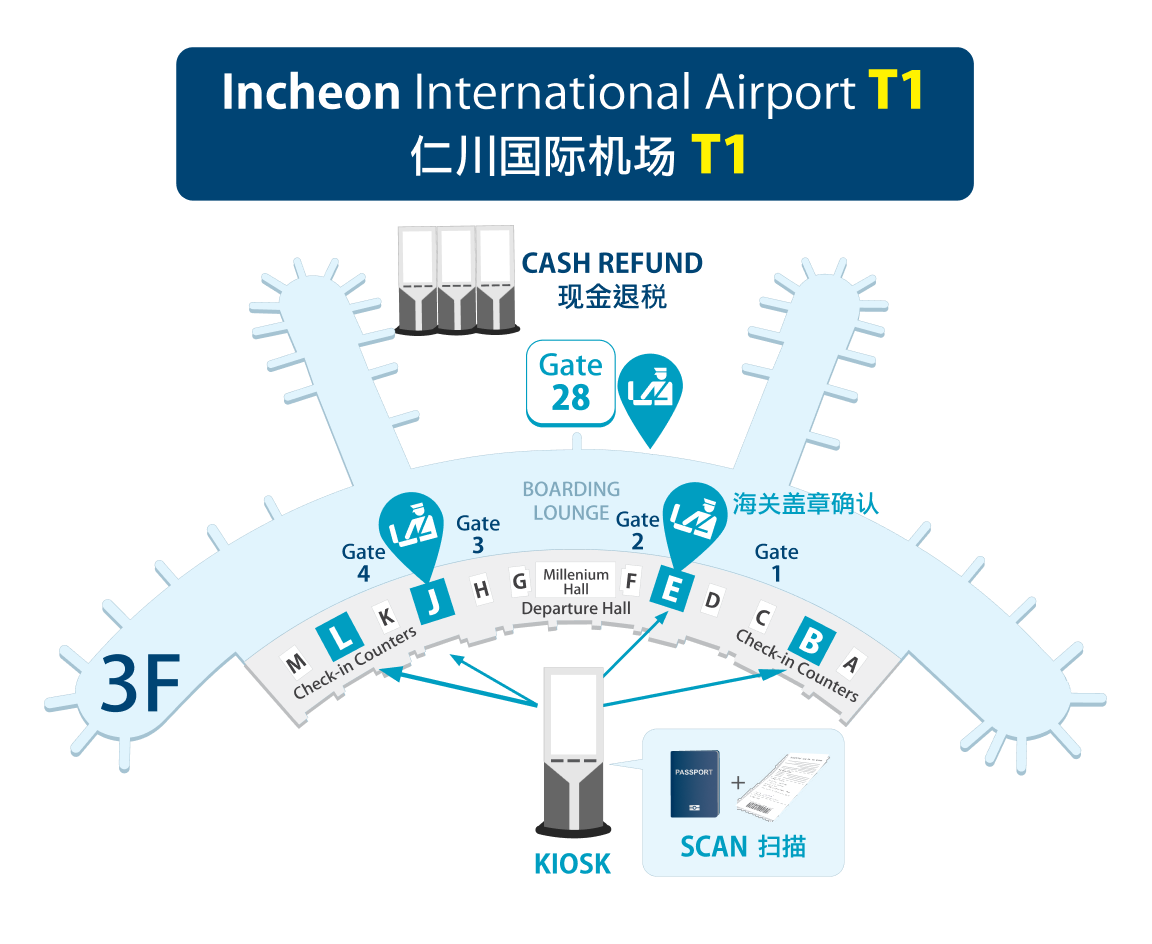 Incheon International Airport T1
仁川国际机场 T1
CASH REFUND
现金退税
Gate
28
BOARDING
LOUNGE
海关盖章确认
Gate
4
Gate
3
Gate
2
Gate
1
M
L
K
J
H
G
Millenium
Hall
F
E
D
C
B
A
Departure Hall
Check-in Counters
Check-in Counters
3F
PASSPORT
+
SCAN 扫描
KIOSK